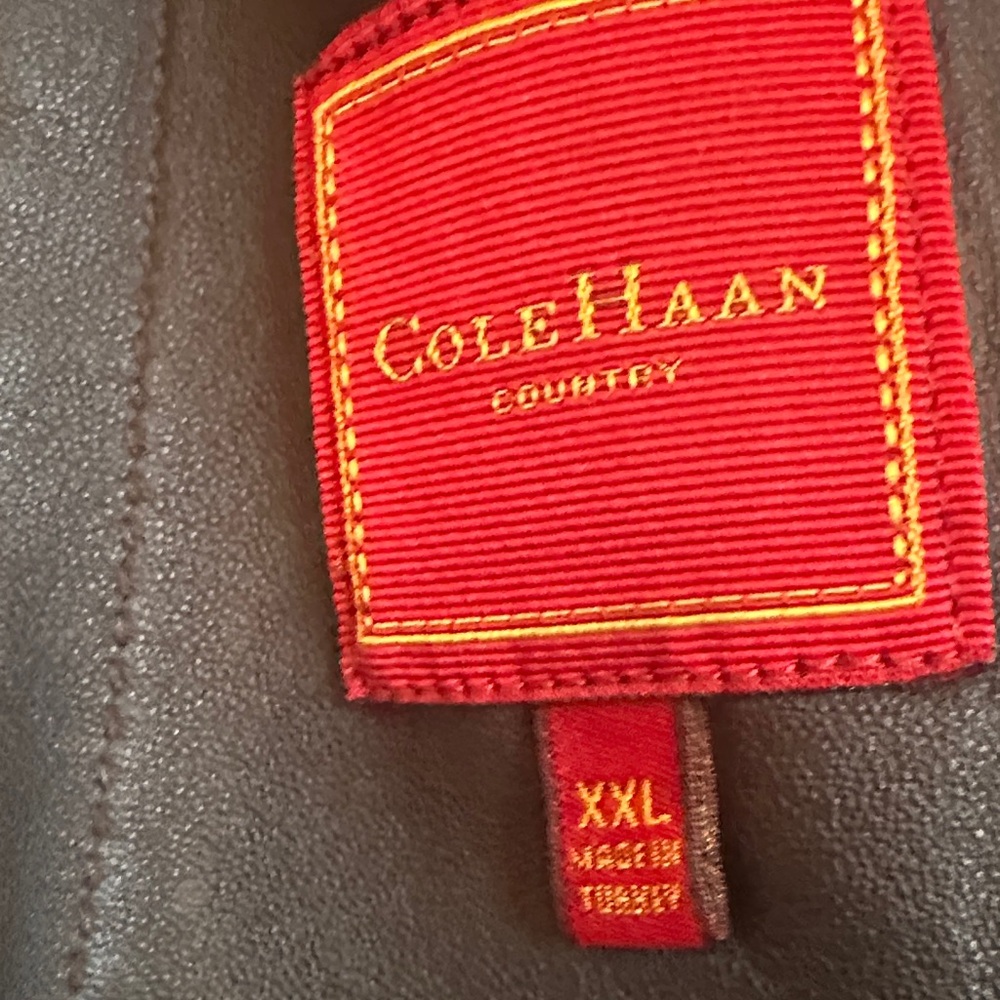 COLE HAAN
COUNTRY
XXL
MADE IN
TURKEY